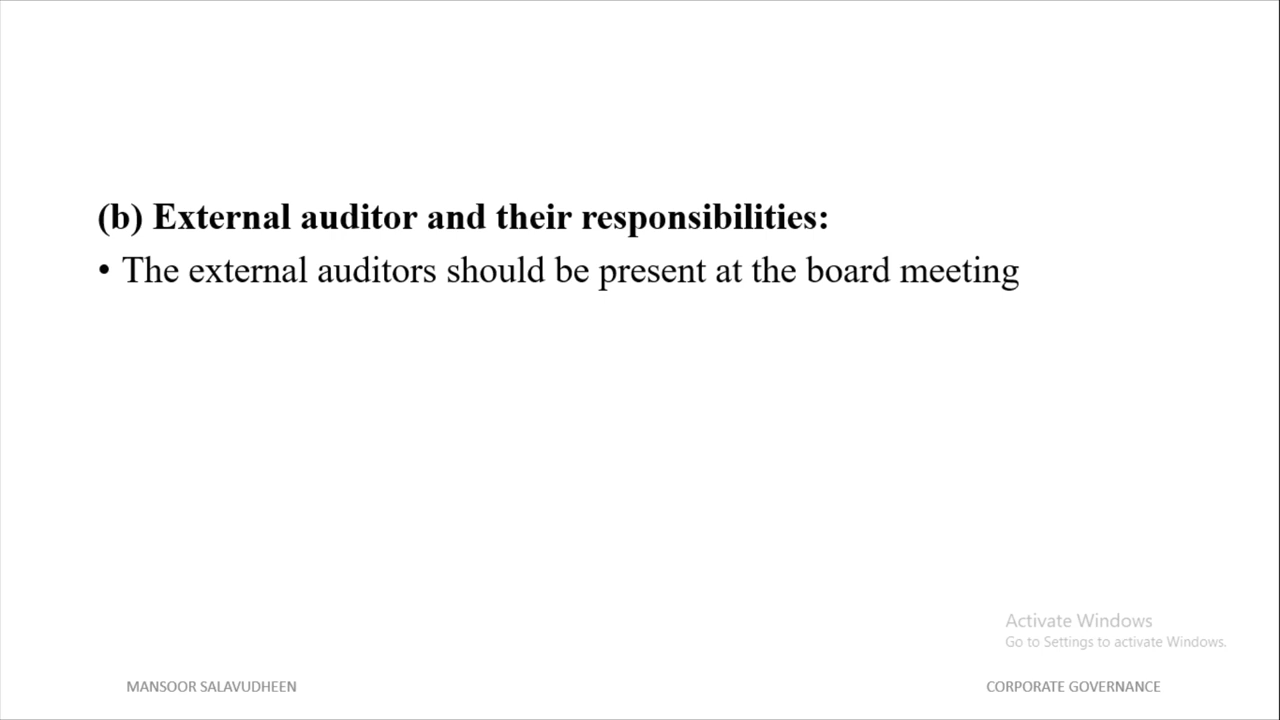 (b) External auditor and their responsibilities:
• The external auditors should be present at the board meeting
Activate Windows
Go to Settings to activate Windows.
MANSOOR SALAVUDHEEN
CORPORATE GOVERNANCE